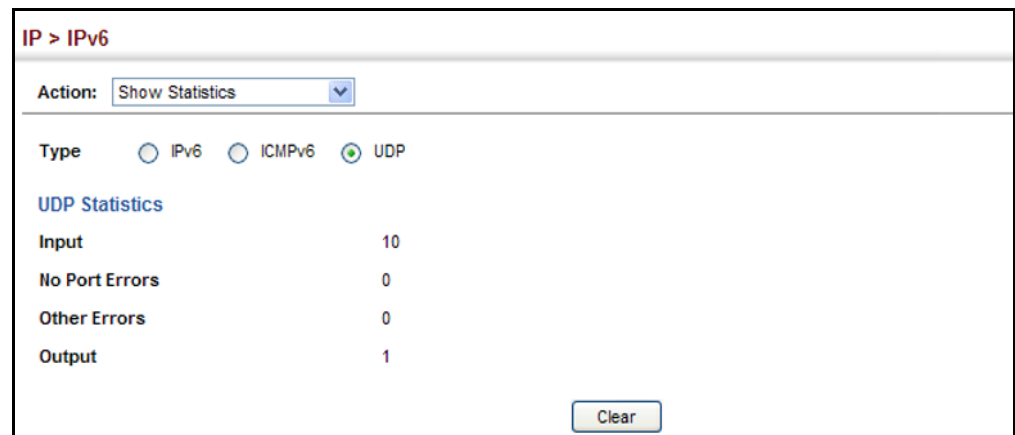 IP > IPv6
Action: Show Statistics
Type IPv6 ICMPv6 UDP
UDP Statistics
Input 10
No Port Errors 0
Other Errors 0
Output 1
Clear